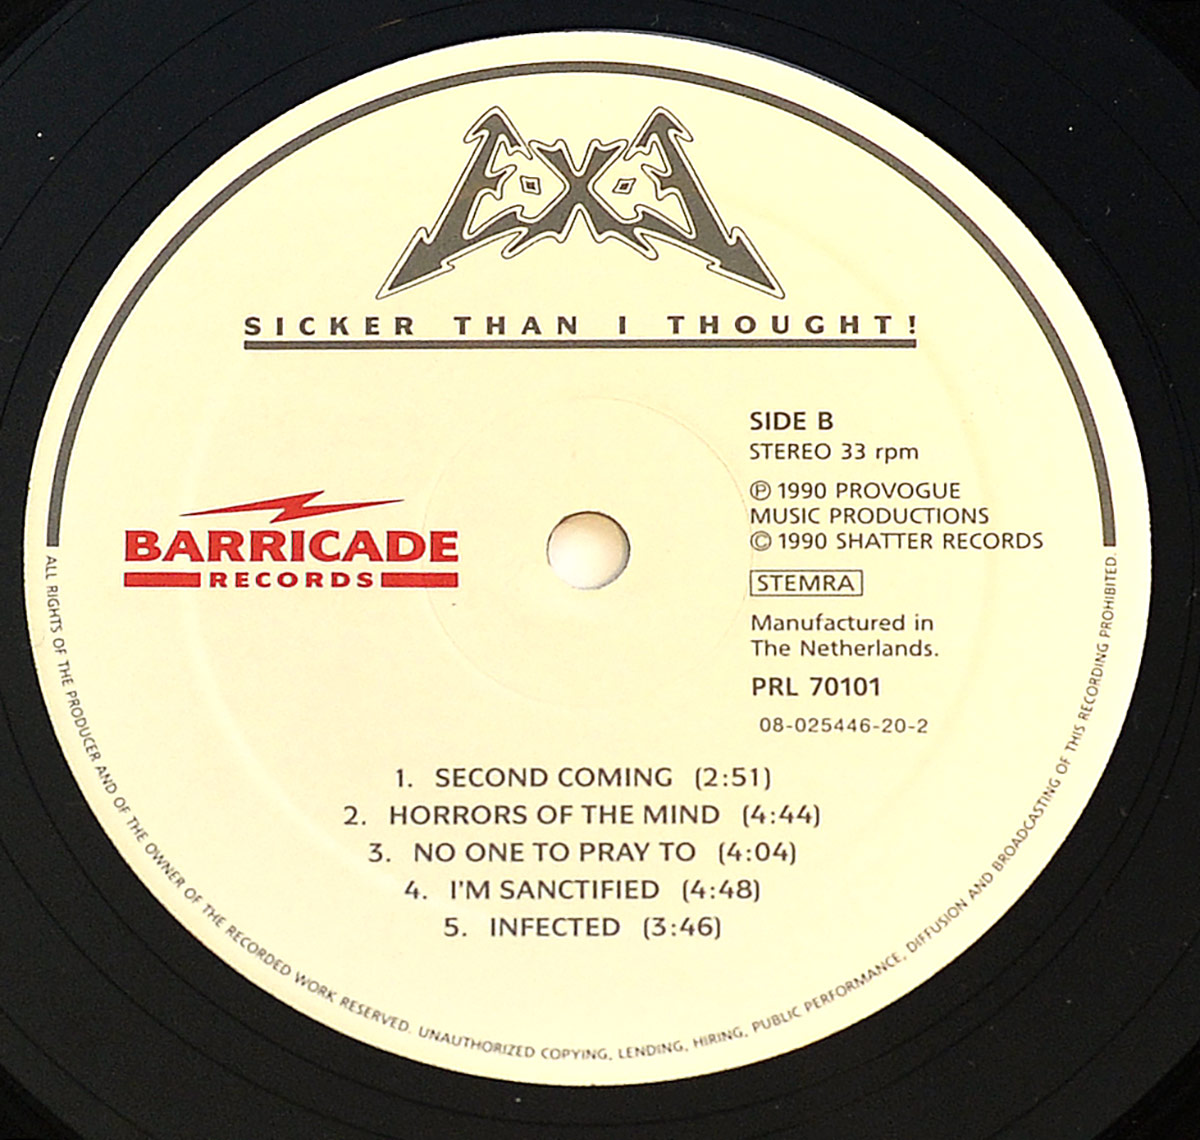 EXE
SICKER THAN I THOUGHT!
SIDE B
STEREO 33 rpm
Ⓟ 1990 PROVOGUE
MUSIC PRODUCTIONS
© 1990 SHATTER RECORDS
STEMRA
Manufactured in
The Netherlands.
PRL 70101
08-025446-20-2
BARRICADE
RECORDS
1. SECOND COMING (2:51)
2. HORRORS OF THE MIND (4:44)
3. NO ONE TO PRAY TO (4:04)
4. I'M SANCTIFIED (4:48)
5. INFECTED (3:46)
ALL RIGHTS OF THE PRODUCER AND OF THE OWNER OF THE RECORDED WORK RESERVED. UNAUTHORIZED COPYING, LENDING, HIRING, PUBLIC PERFORMANCE, DIFFUSION AND BROADCASTING OF THIS RECORDING PROHIBITED.